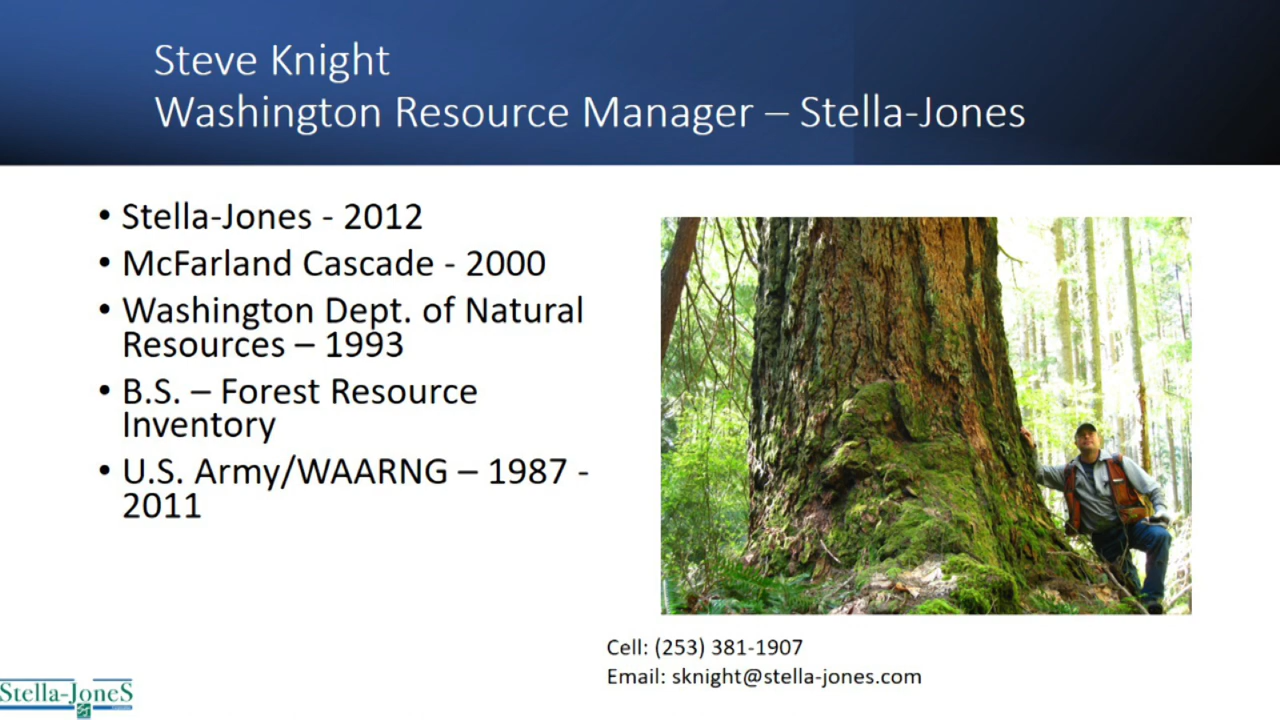 Steve Knight
Washington Resource Manager – Stella-Jones
• Stella-Jones - 2012
• McFarland Cascade - 2000
• Washington Dept. of Natural
Resources – 1993
• B.S. – Forest Resource
Inventory
• U.S. Army/WAARNG – 1987 -
2011
Cell: (253) 381-1907
Email: sknight@stella-jones.com
Stella-JoneS